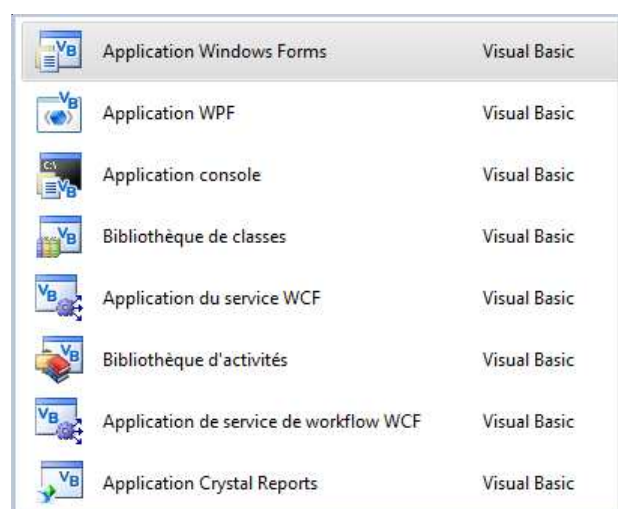 Application Windows Forms Visual Basic
Application WPF Visual Basic
Application console Visual Basic
Bibliothèque de classes Visual Basic
Application du service WCF Visual Basic
Bibliothèque d'activités Visual Basic
Application de service de workflow WCF Visual Basic
Application Crystal Reports Visual Basic